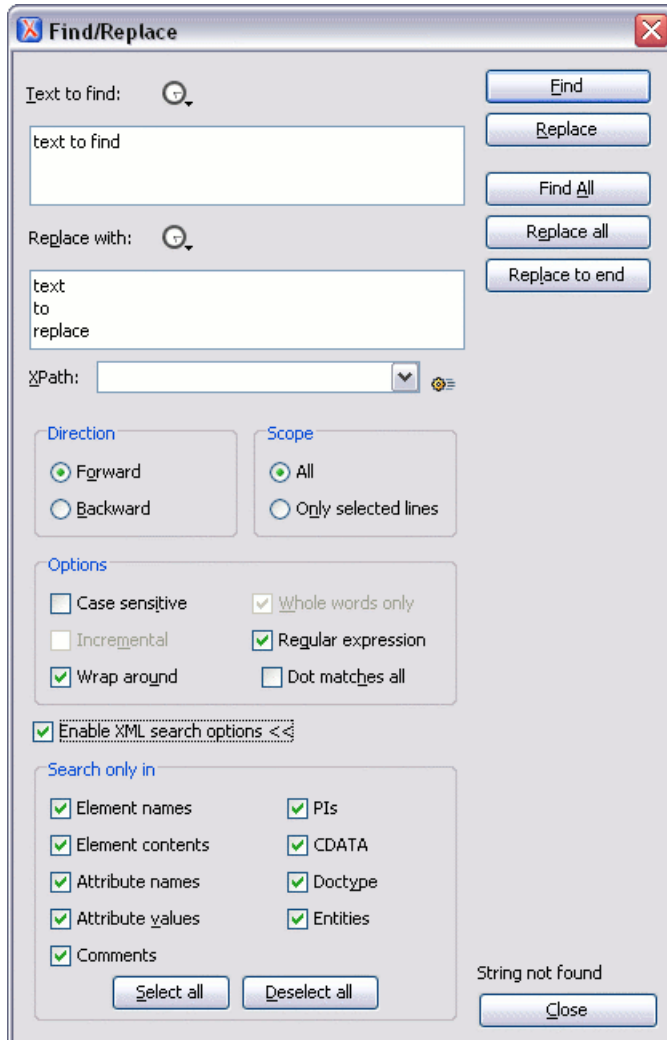 Find/Replace
Text to find:
text to find
Replace with:
text
to
replace
XPath:
Find
Replace
Find All
Replace all
Replace to end
Direction
Forward
Backward
Scope
All
Only selected lines
Options
Case sensitive
Whole words only
Incremental
Regular expression
Wrap around
Dot matches all
Enable XML search options <<
Search only in
Element names
PIs
Element contents
CDATA
Attribute names
Doctype
Attribute values
Entities
Comments
Select all
Deselect all
String not found
Close